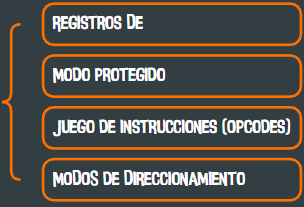 REGISTROS DE
MODO PROTEGIDO
JUEGO DE INSTRUCCIONES (OPCODES)
MODOS DE DIRECCIONAMIENTO